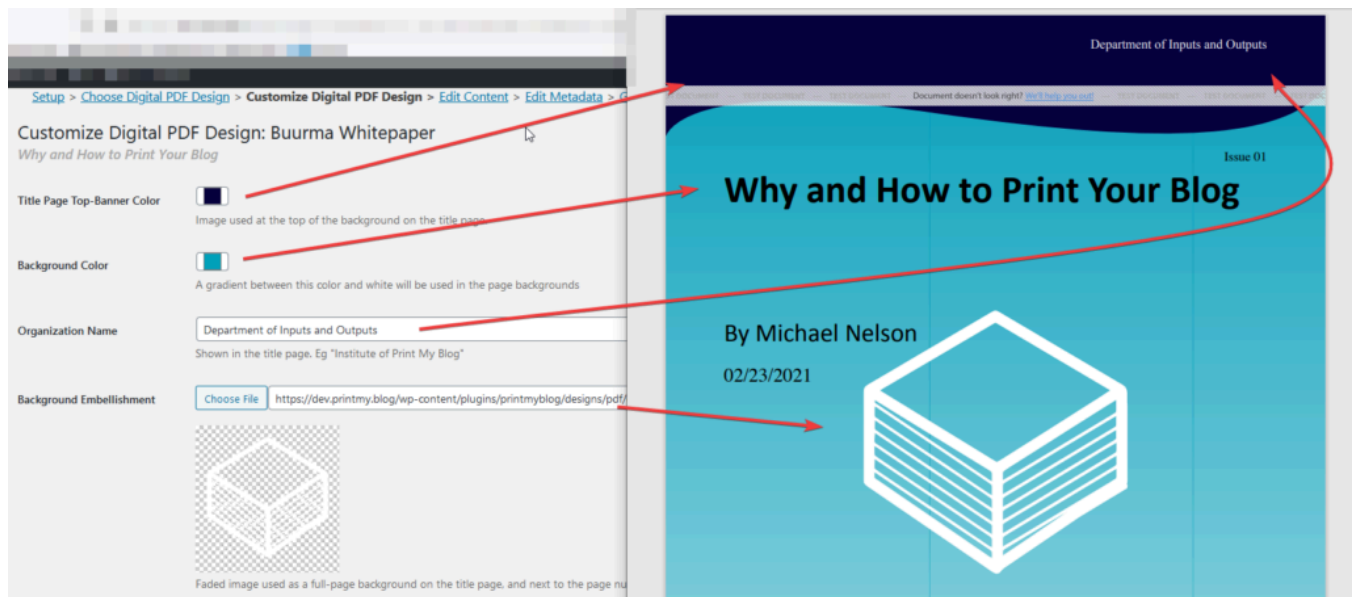 Setup > Choose Digital PDF Design > Customize Digital PDF Design > Edit Content > Edit Metadata > G
Customize Digital PDF Design: Buurma Whitepaper
Why and How to Print Your Blog
Title Page Top-Banner Color
Image used at the top of the background on the title page
Background Color
A gradient between this color and white will be used in the page backgrounds
Organization Name
Department of Inputs and Outputs
Shown in the title page. Eg "Institute of Print My Blog"
Background Embellishment
Choose File
https://dev.printmy.blog/wp-content/plugins/printmyblog/designs/pdf/
Faded image used as a full-page background on the title page, and next to the page nu
Department of Inputs and Outputs
TEST DOCUMENT — Document doesn't look right? We'll help you out! — TEST DOCUMENT — TEST DOCUMENT
Issue 01
Why and How to Print Your Blog
By Michael Nelson
02/23/2021